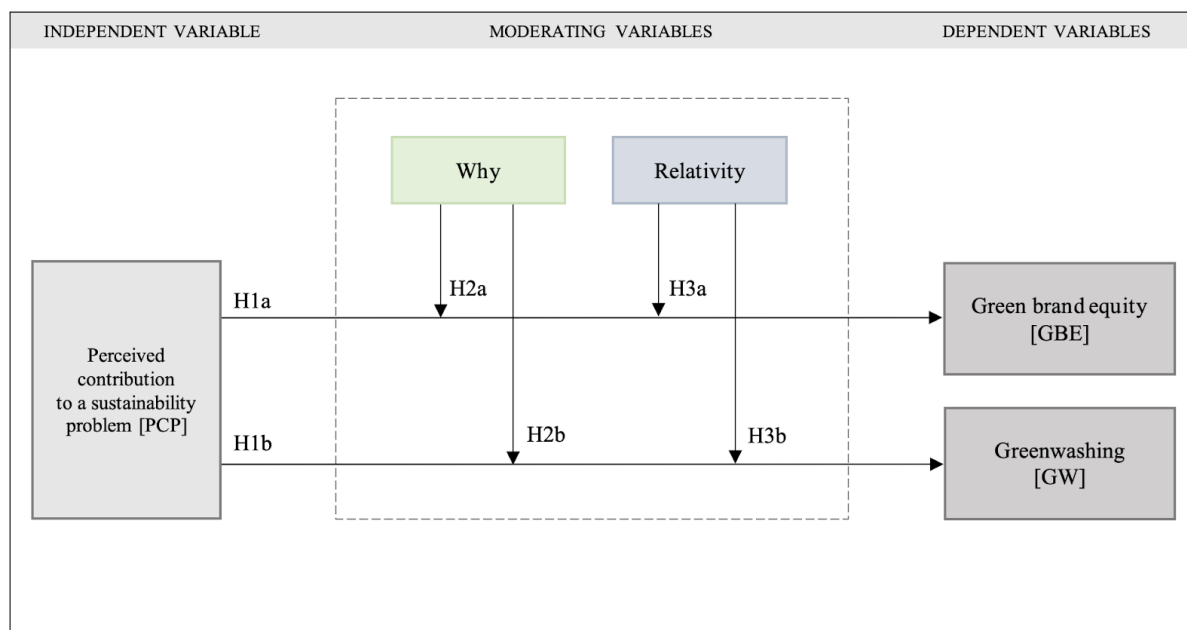 INDEPENDENT VARIABLE
MODERATING VARIABLES
DEPENDENT VARIABLES
Why
Relativity
H1a
H2a
H3a
Green brand equity
[GBE]
Perceived
contribution
to a sustainability
problem [PCP]
H1b
H2b
H3b
Greenwashing
[GW]